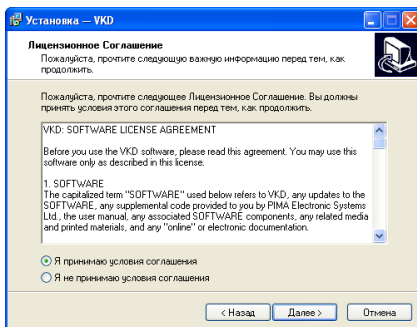 Установка — VKD
Лицензионное Соглашение
Пожалуйста, прочтите следующую важную информацию перед тем, как
продолжить.
Пожалуйста, прочтите следующее Лицензионное Соглашение. Вы должны
принять условия этого соглашения перед тем, как продолжить.
VKD: SOFTWARE LICENSE AGREEMENT
Before you use the VKD software, please read this agreement. You may use this
software only as described in this license.
1. SOFTWARE
The capitalized term "SOFTWARE" used below refers to VKD, any updates to the
SOFTWARE, any supplemental code provided to you by PIMA Electronic Systems
Ltd., the user manual, any associated SOFTWARE components, any related media
and printed materials, and any "online" or electronic documentation.
Я принимаю условия соглашения
Я не принимаю условия соглашения
< Назад
Далее >
Отмена